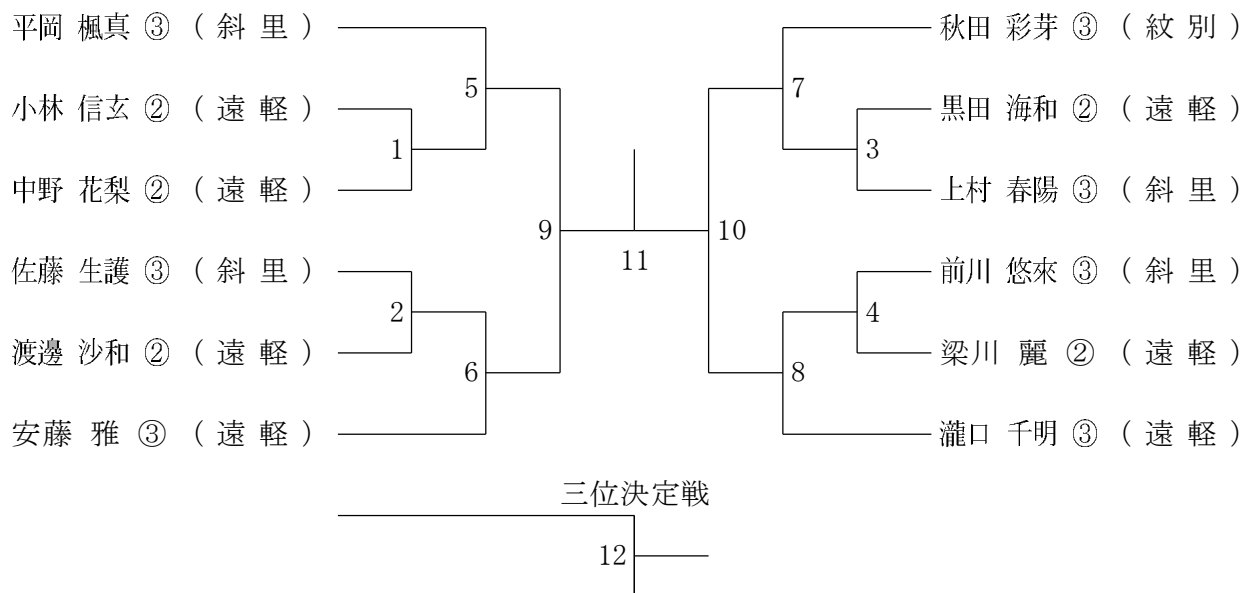 平岡 楓真 ③ ( 斜 里 )
小林 信玄 ② ( 遠 軽 )
中野 花梨 ② ( 遠 軽 )
佐藤 生護 ③ ( 斜 里 )
渡邊 沙和 ② ( 遠 軽 )
安藤 雅 ③ ( 遠 軽 )
1
2
5
6
9
11
10
7
8
3
4
秋田 彩芽 ③ ( 紋 別 )
黒田 海和 ② ( 遠 軽 )
上村 春陽 ③ ( 斜 里 )
前川 悠來 ③ ( 斜 里 )
梁川 麗 ② ( 遠 軽 )
瀧口 千明 ③ ( 遠 軽 )
三位決定戦
12